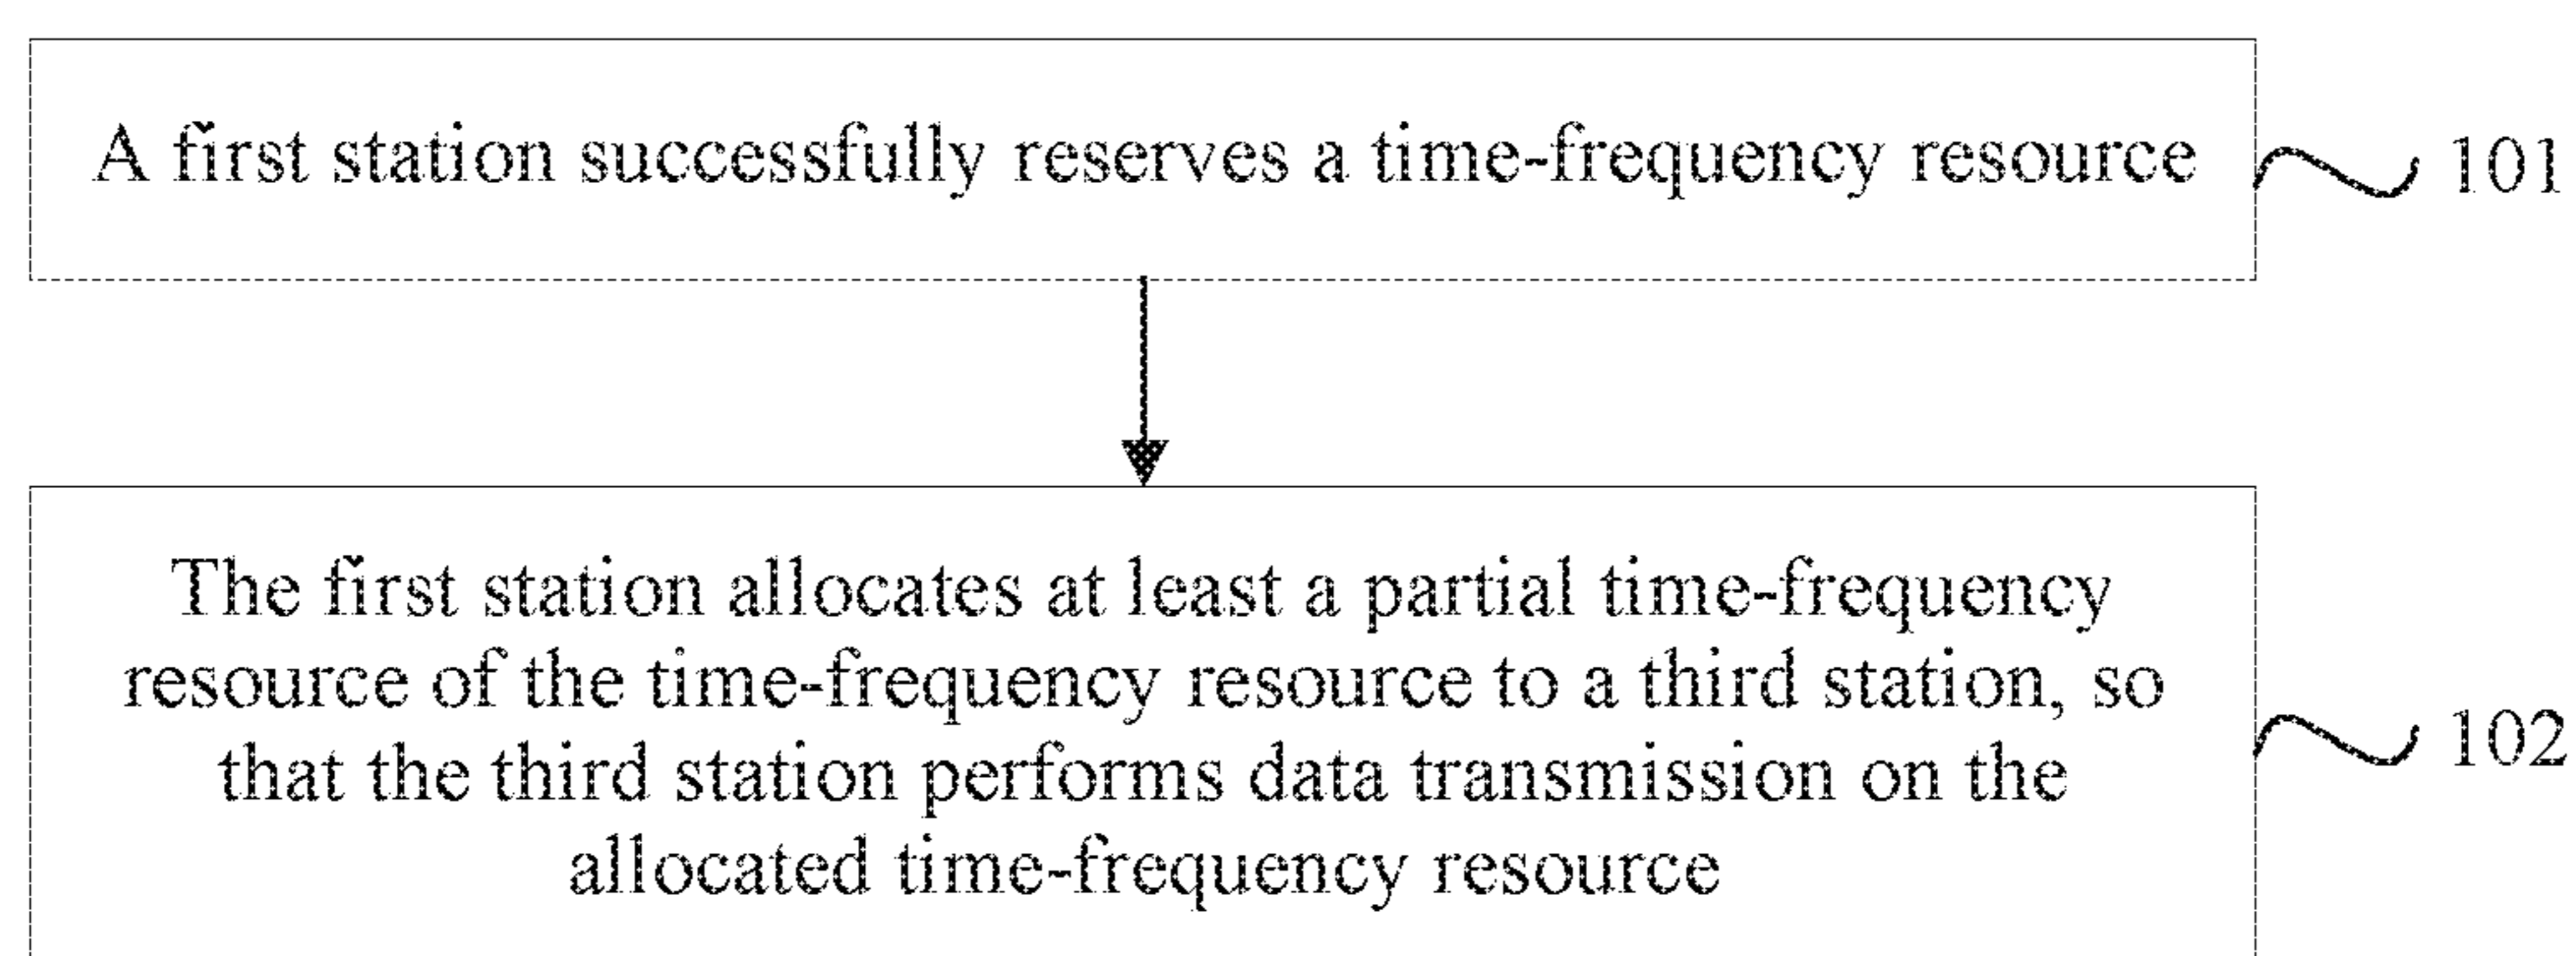 A first station successfully reserves a time-frequency resource
101
The first station allocates at least a partial time-frequency
resource of the time-frequency resource to a third station, so
that the third station performs data transmission on the
102
allocated time-frequency resource